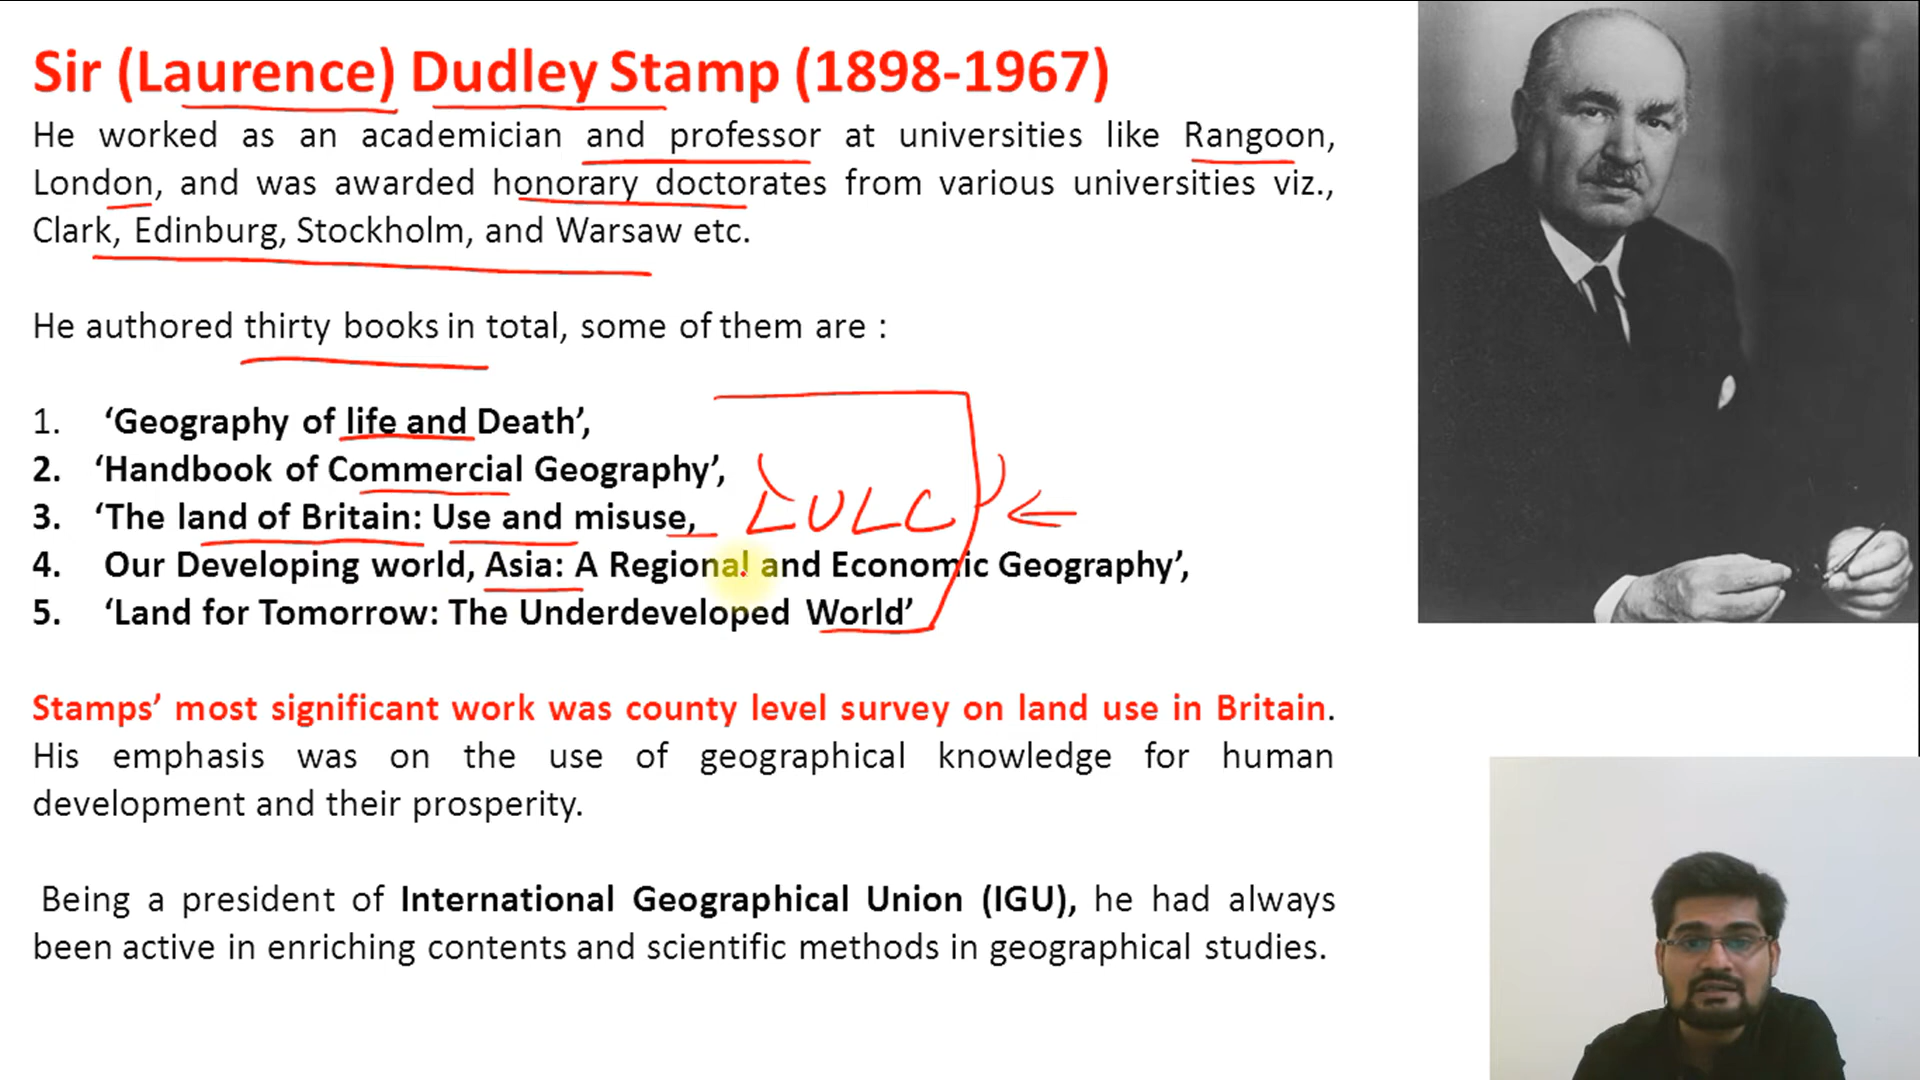 Sir (Laurence) Dudley Stamp (1898-1967)
He worked as an academician and professor at universities like Rangoon,
London, and was awarded honorary doctorates from various universities viz.,
Clark, Edinburg, Stockholm, and Warsaw etc.
He authored thirty books in total, some of them are :
1. ‘Geography of life and Death’,
2. ‘Handbook of Commercial Geography’,
3. ‘The land of Britain: Use and misuse, LULC
4. Our Developing world, Asia: A Regional and Economic Geography’,
5. ‘Land for Tomorrow: The Underdeveloped World’
Stamps’ most significant work was county level survey on land use in Britain.
His emphasis was on the use of geographical knowledge for human
development and their prosperity.
Being a president of International Geographical Union (IGU), he had always
been active in enriching contents and scientific methods in geographical studies.